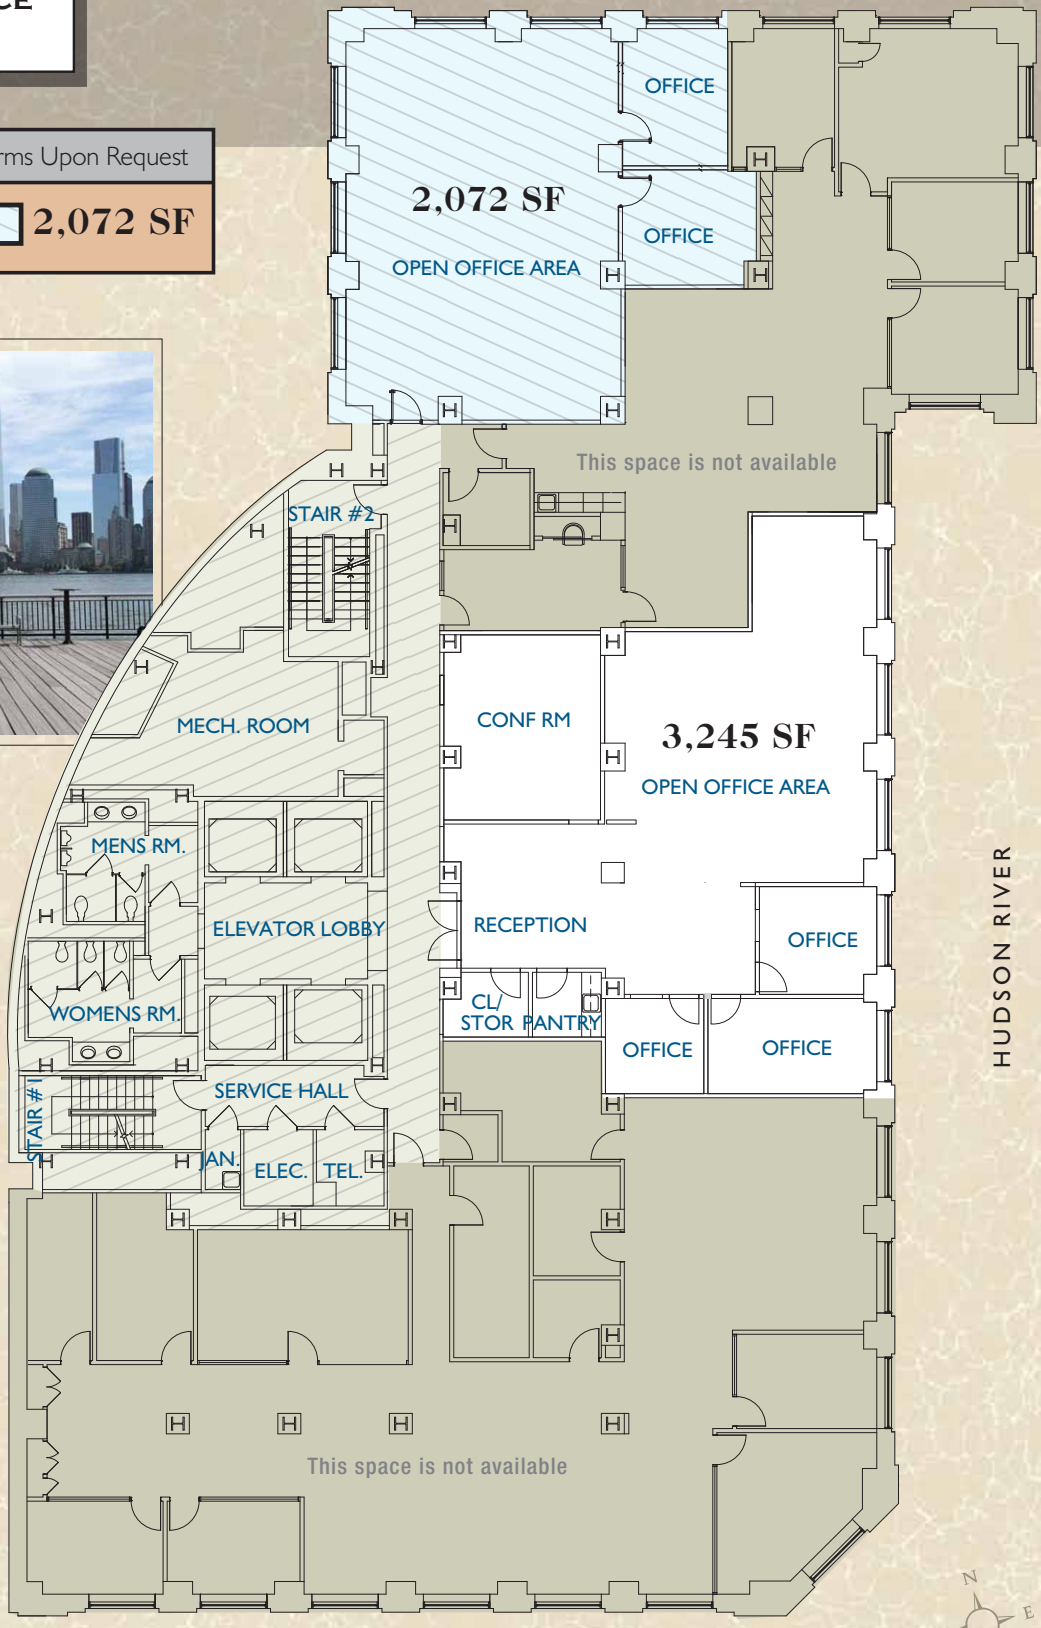 Upon Request
2,072 SF
OFFICE
2,072 SF
OFFICE
OPEN OFFICE AREA
This space is not available
STAIR #2
CONF RM
MECH. ROOM
3,245 SF
OPEN OFFICE AREA
MENS RM.
HUDSON RIVER
ELEVATOR LOBBY
RECEPTION
OFFICE
CL/
STOR
PANTRY
WOMENS RM.
OFFICE
OFFICE
SERVICE HALL
STAIR #1
JAN.
ELEC.
TEL.
This space is not available
N
E